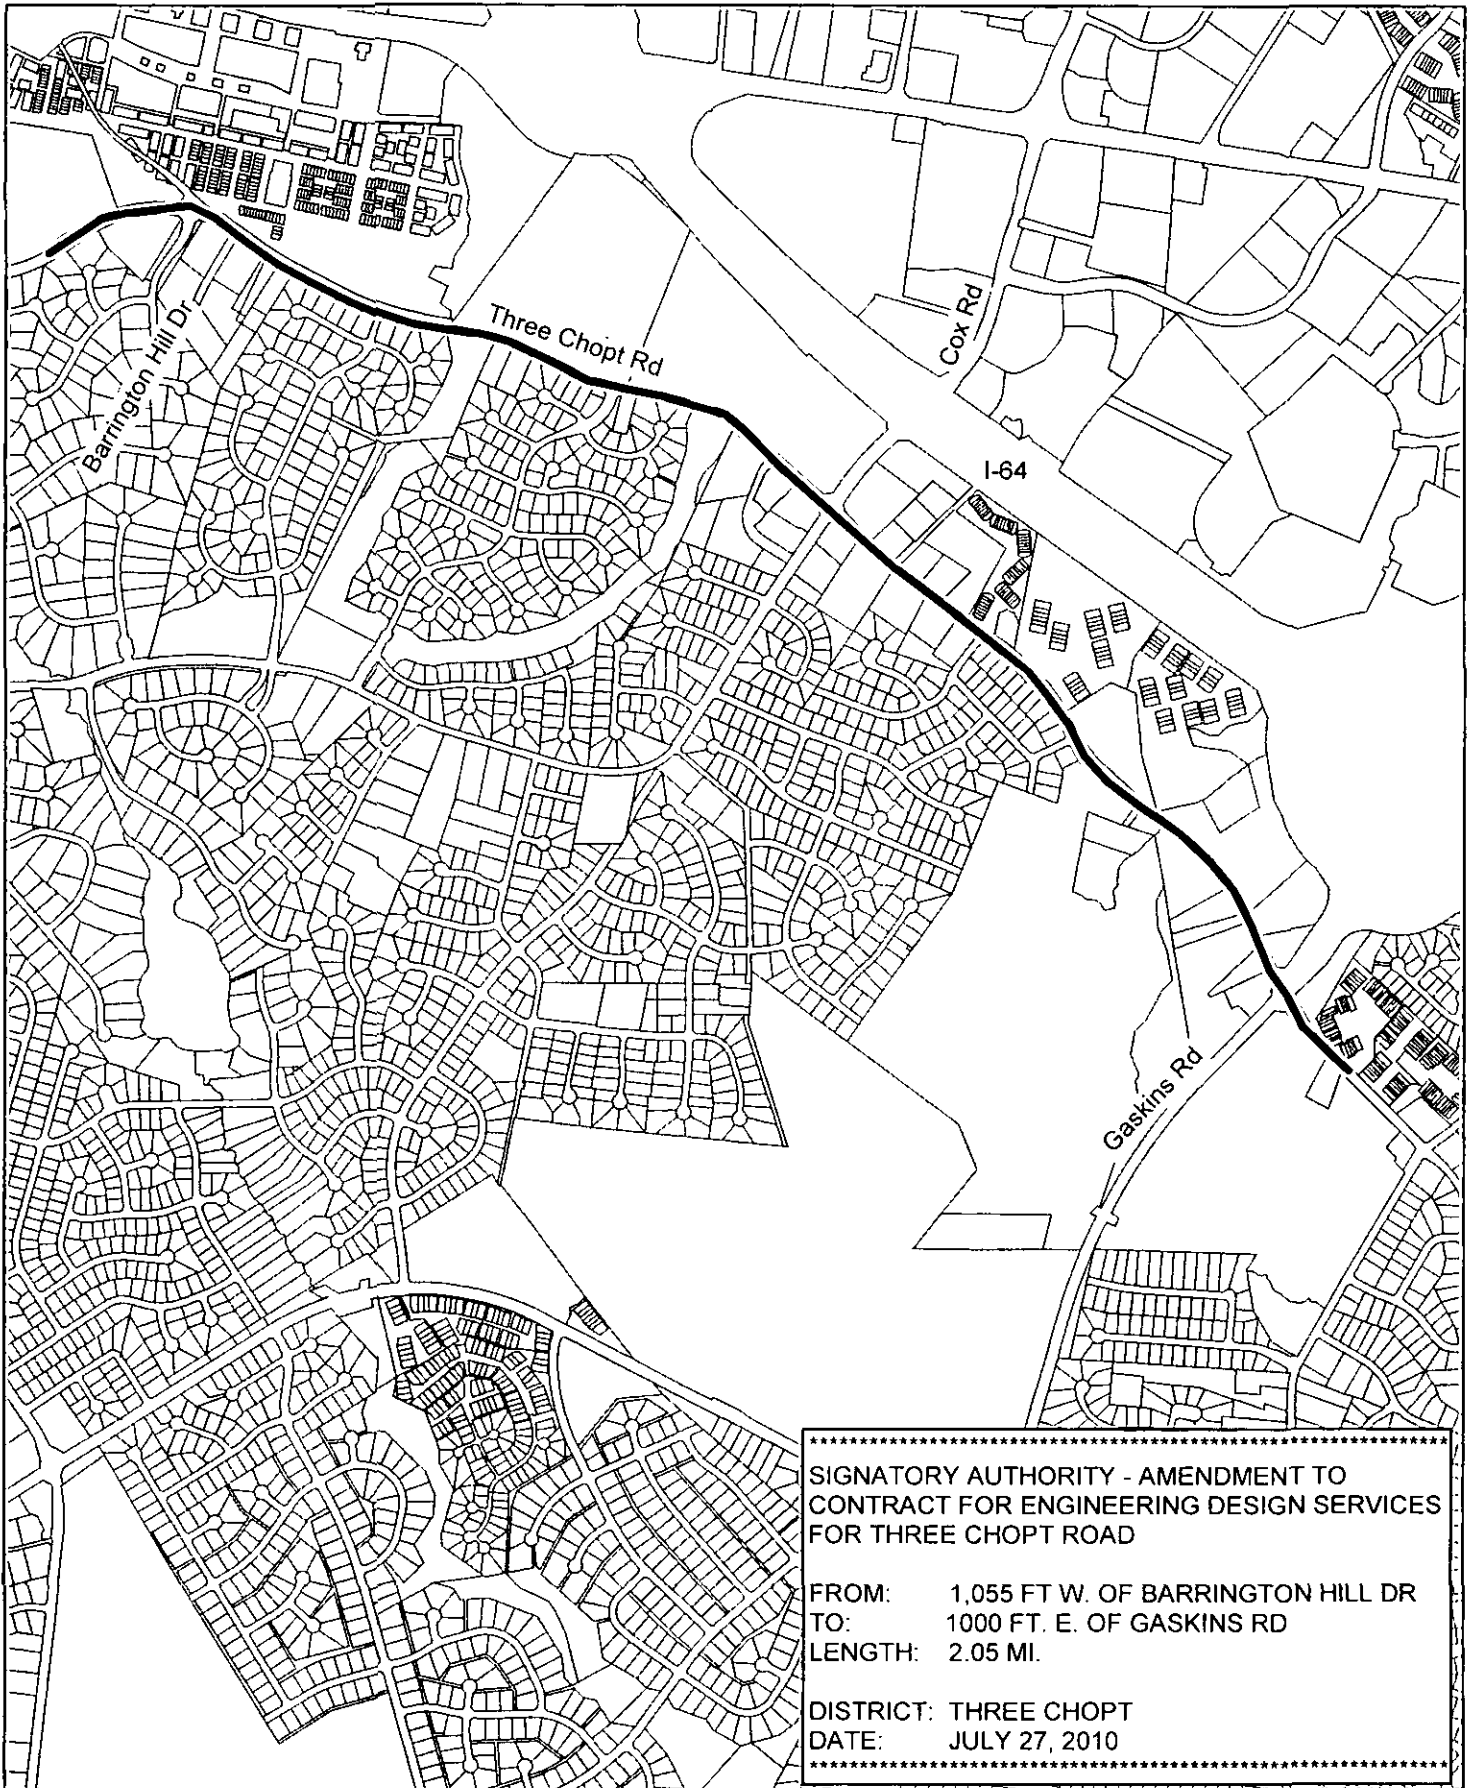 Three Chopt Rd
Cox Rd
Barrington Hill Dr
I-64
Gaskins Rd
SIGNATORY AUTHORITY - AMENDMENT TO
CONTRACT FOR ENGINEERING DESIGN SERVICES
FOR THREE CHOPT ROAD
FROM: 1,055 FT W. OF BARRINGTON HILL DR
TO: 1000 FT. E. OF GASKINS RD
LENGTH: 2.05 MI.
DISTRICT: THREE CHOPT
DATE: JULY 27, 2010